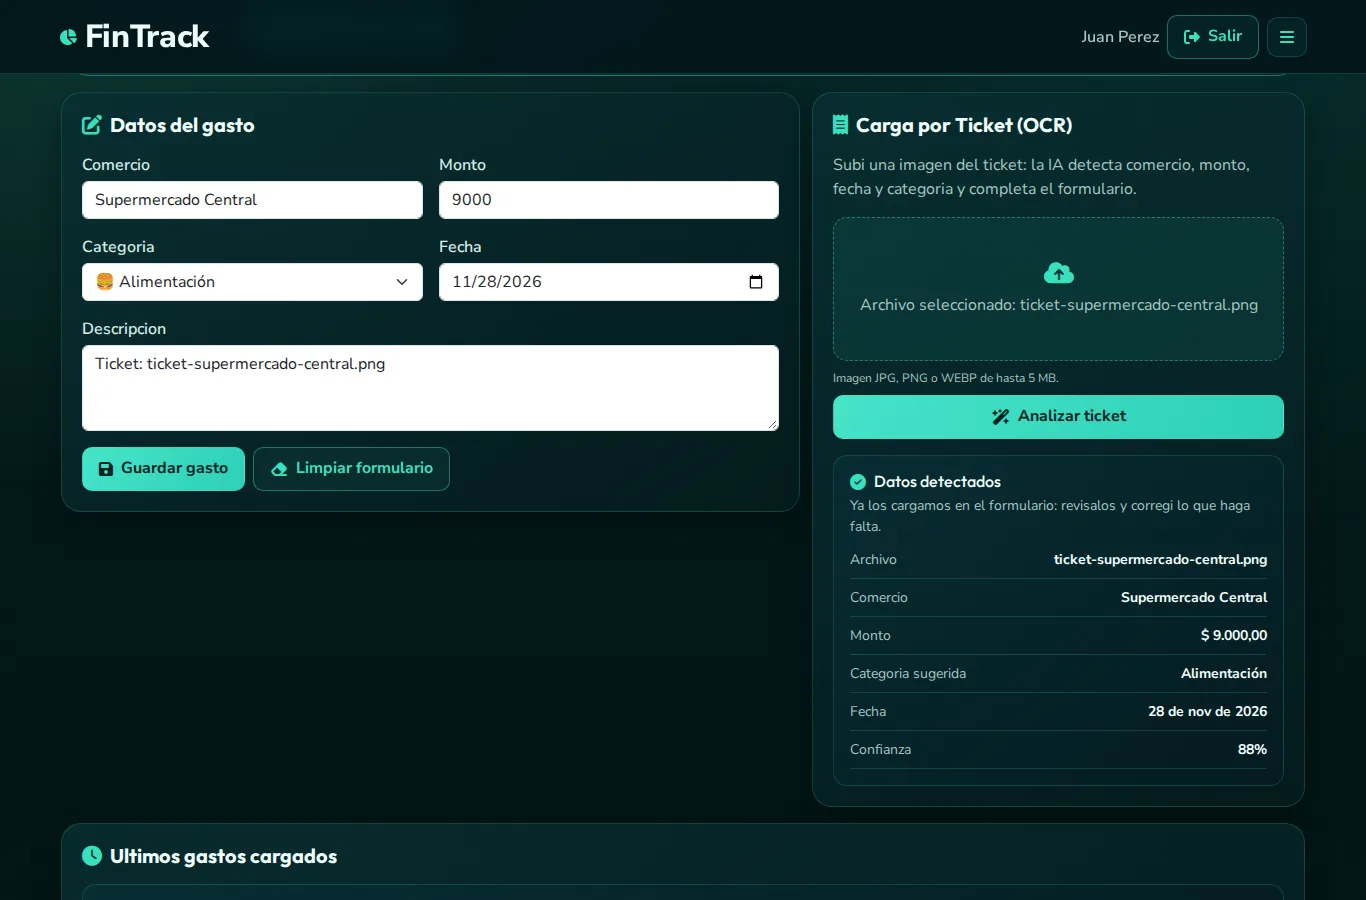 FinTrack
Juan Perez
Salir
Datos del gasto
Comercio
Monto
Supermercado Central
9000
Categoria
Fecha
🍔 Alimentación
11/28/2026
Descripcion
Ticket: ticket-supermercado-central.png
Guardar gasto
Limpiar formulario
Carga por Ticket (OCR)
Subi una imagen del ticket: la IA detecta comercio, monto,
fecha y categoria y completa el formulario.
Archivo seleccionado: ticket-supermercado-central.png
Imagen JPG, PNG o WEBP de hasta 5 MB.
Analizar ticket
Datos detectados
Ya los cargamos en el formulario: revisalos y corregi lo que haga
falta.
Archivo ticket-supermercado-central.png
Comercio Supermercado Central
Monto $ 9.000,00
Categoria sugerida Alimentación
Fecha 28 de nov de 2026
Confianza 88%
Ultimos gastos cargados